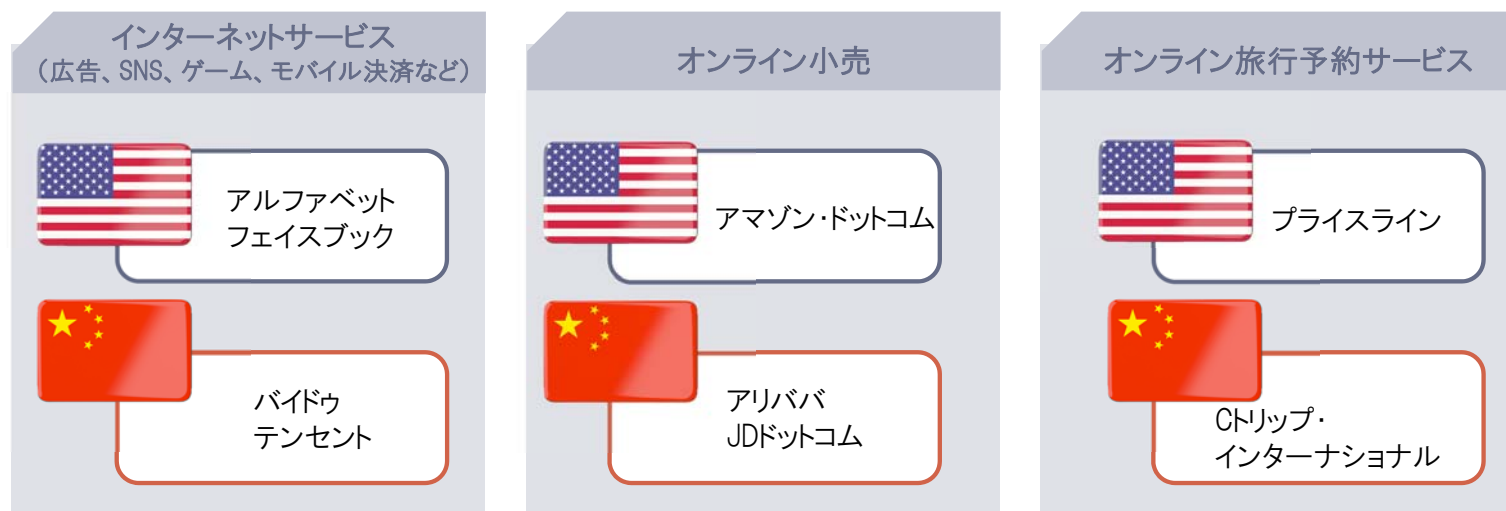 インターネットサービス
（広告、SNS、ゲーム、モバイル決済など）
アルファベット
フェイスブック
バイドゥ
テンセント
オンライン小売
アマゾン・ドットコム
アリババ
JDドットコム
オンライン旅行予約サービス
プライスライン
Cトリップ・
インターナショナル